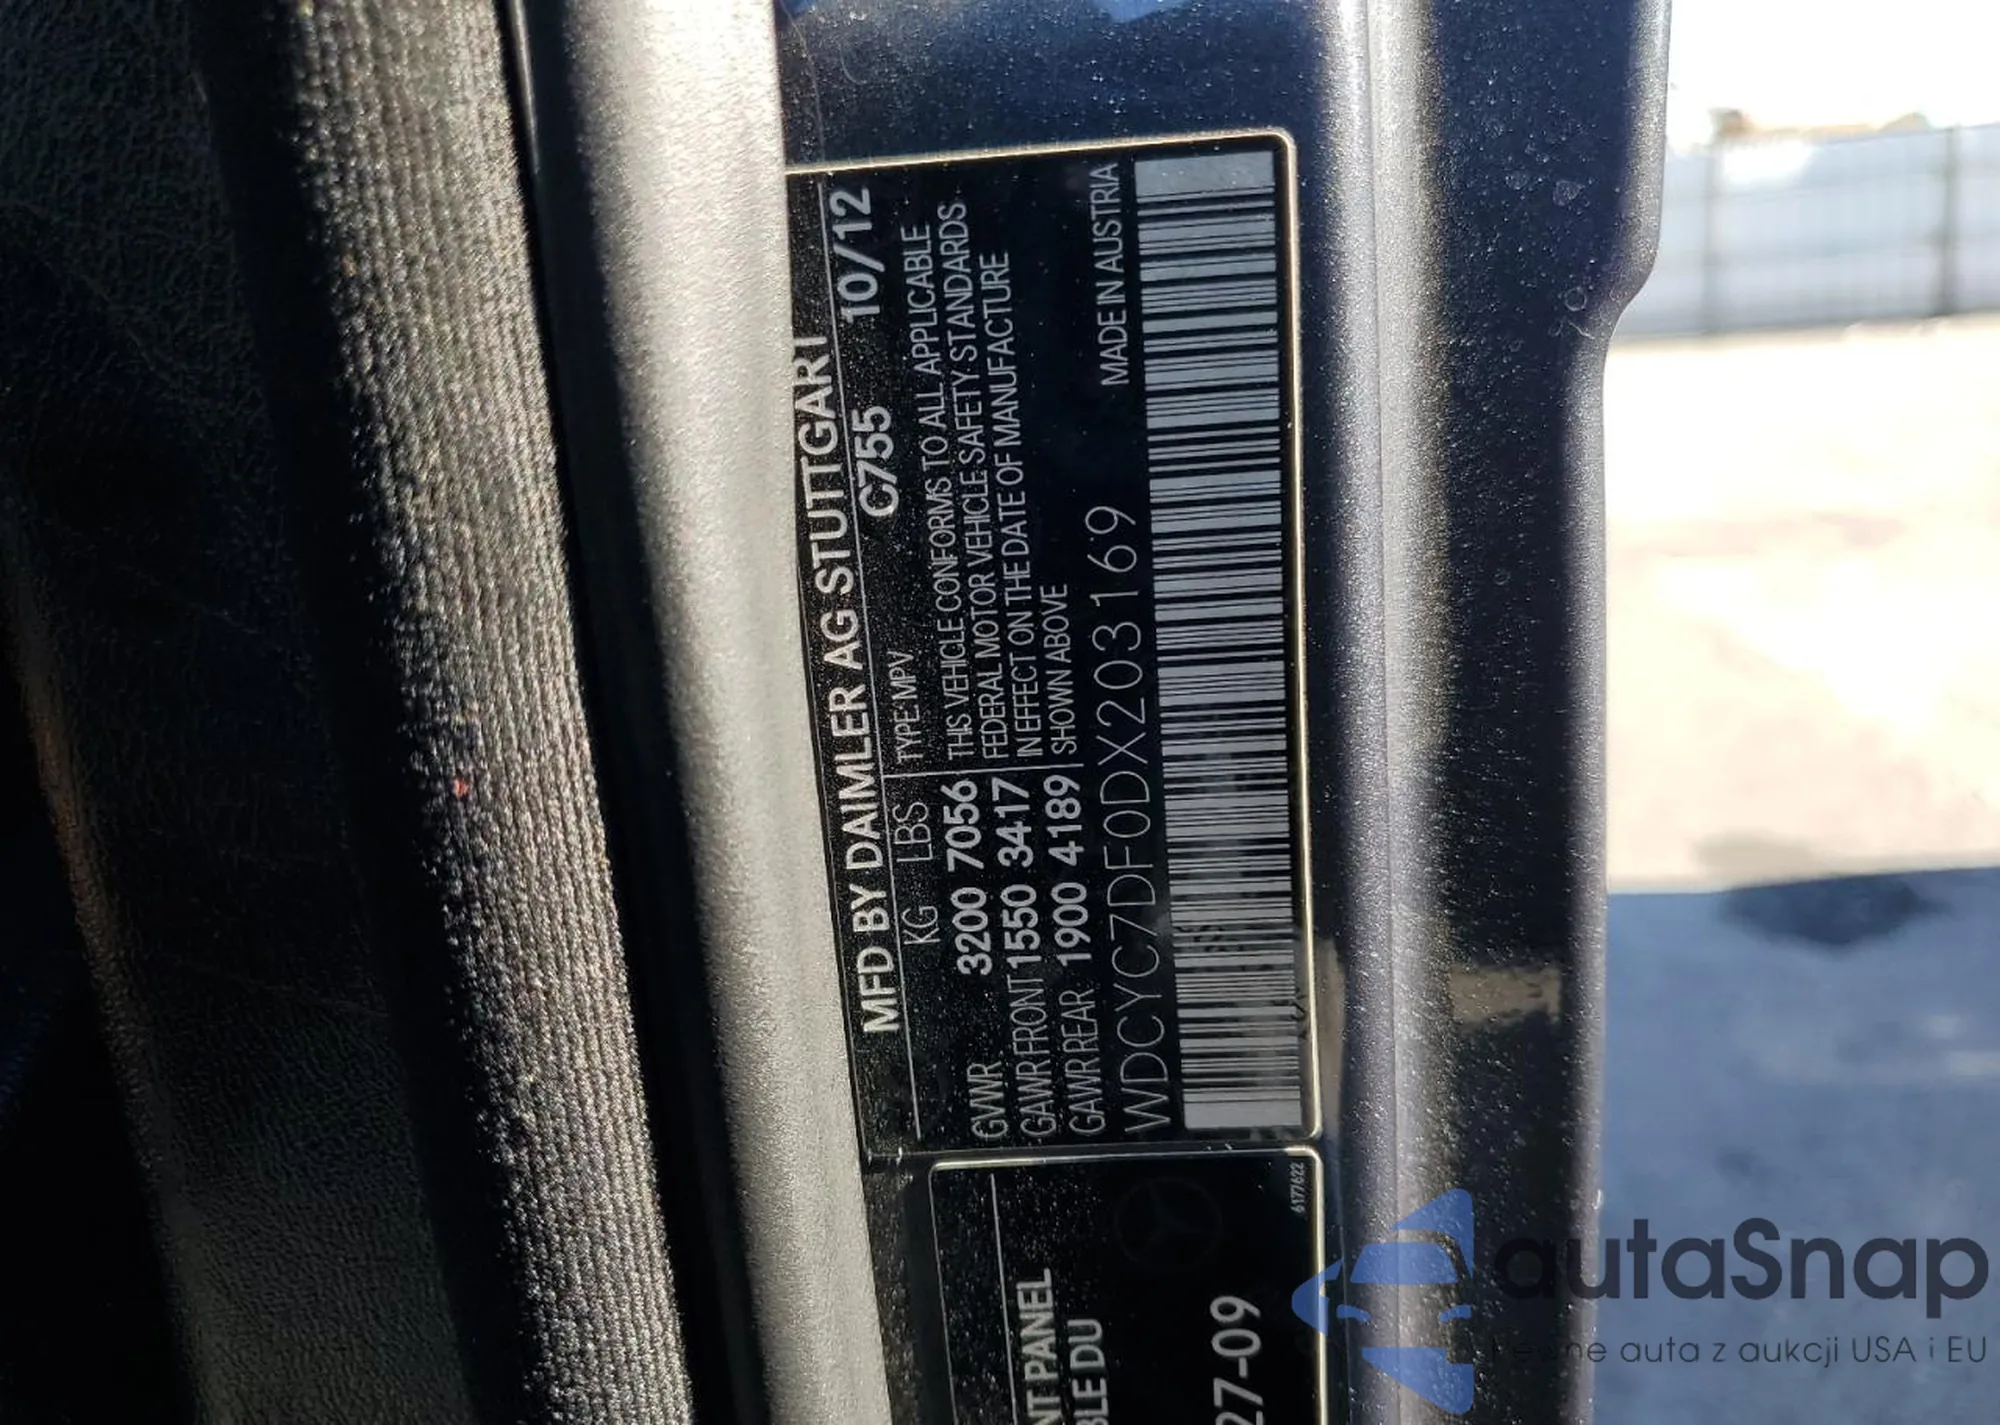 MFD BY DAIMLER AG STUTTGART
C755 10/12
KG LBS TYPE: MPV
GVWR 3200 7056 THIS VEHICLE CONFORMS TO ALL APPLICABLE
GAWR FRONT 1550 3417 FEDERAL MOTOR VEHICLE SAFETY STANDARDS
GAWR REAR 1900 4189 IN EFFECT ON THE DATE OF MANUFACTURE
SHOWN ABOVE
MADE IN AUSTRIA
WDCYC7DF0DX203169
NT PANEL
BLE DU
27-09
6177622
autaSnap
Pewne auta z aukcji USA i EU